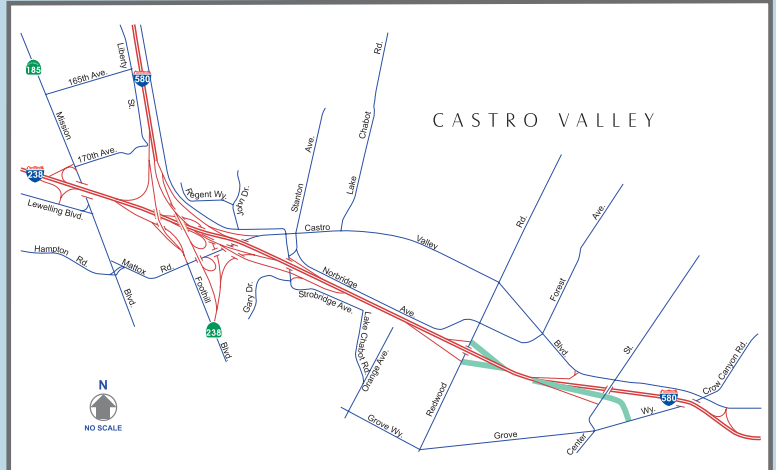 CASTRO VALLEY
185
165th Ave.
Liberty
St.
580
Mission
170th Ave.
238
Lewelling Blvd.
Hampton
Rd.
Mattox
Rd.
Blvd.
Regent Wy.
John Dr.
Stanton
Ave.
Lake
Chabot
Rd.
Castro
Valley
Blvd.
Norbridge
Ave.
Strobridge Ave.
Gary Dr.
Foothill
238
Blvd.
Lake Chabot Rd.
Orange Ave.
Redwood
Rd.
Forest
Ave.
Grove Wy.
Grove
Wy.
Center
St.
580
Crow Canyon Rd.
N
NO SCALE